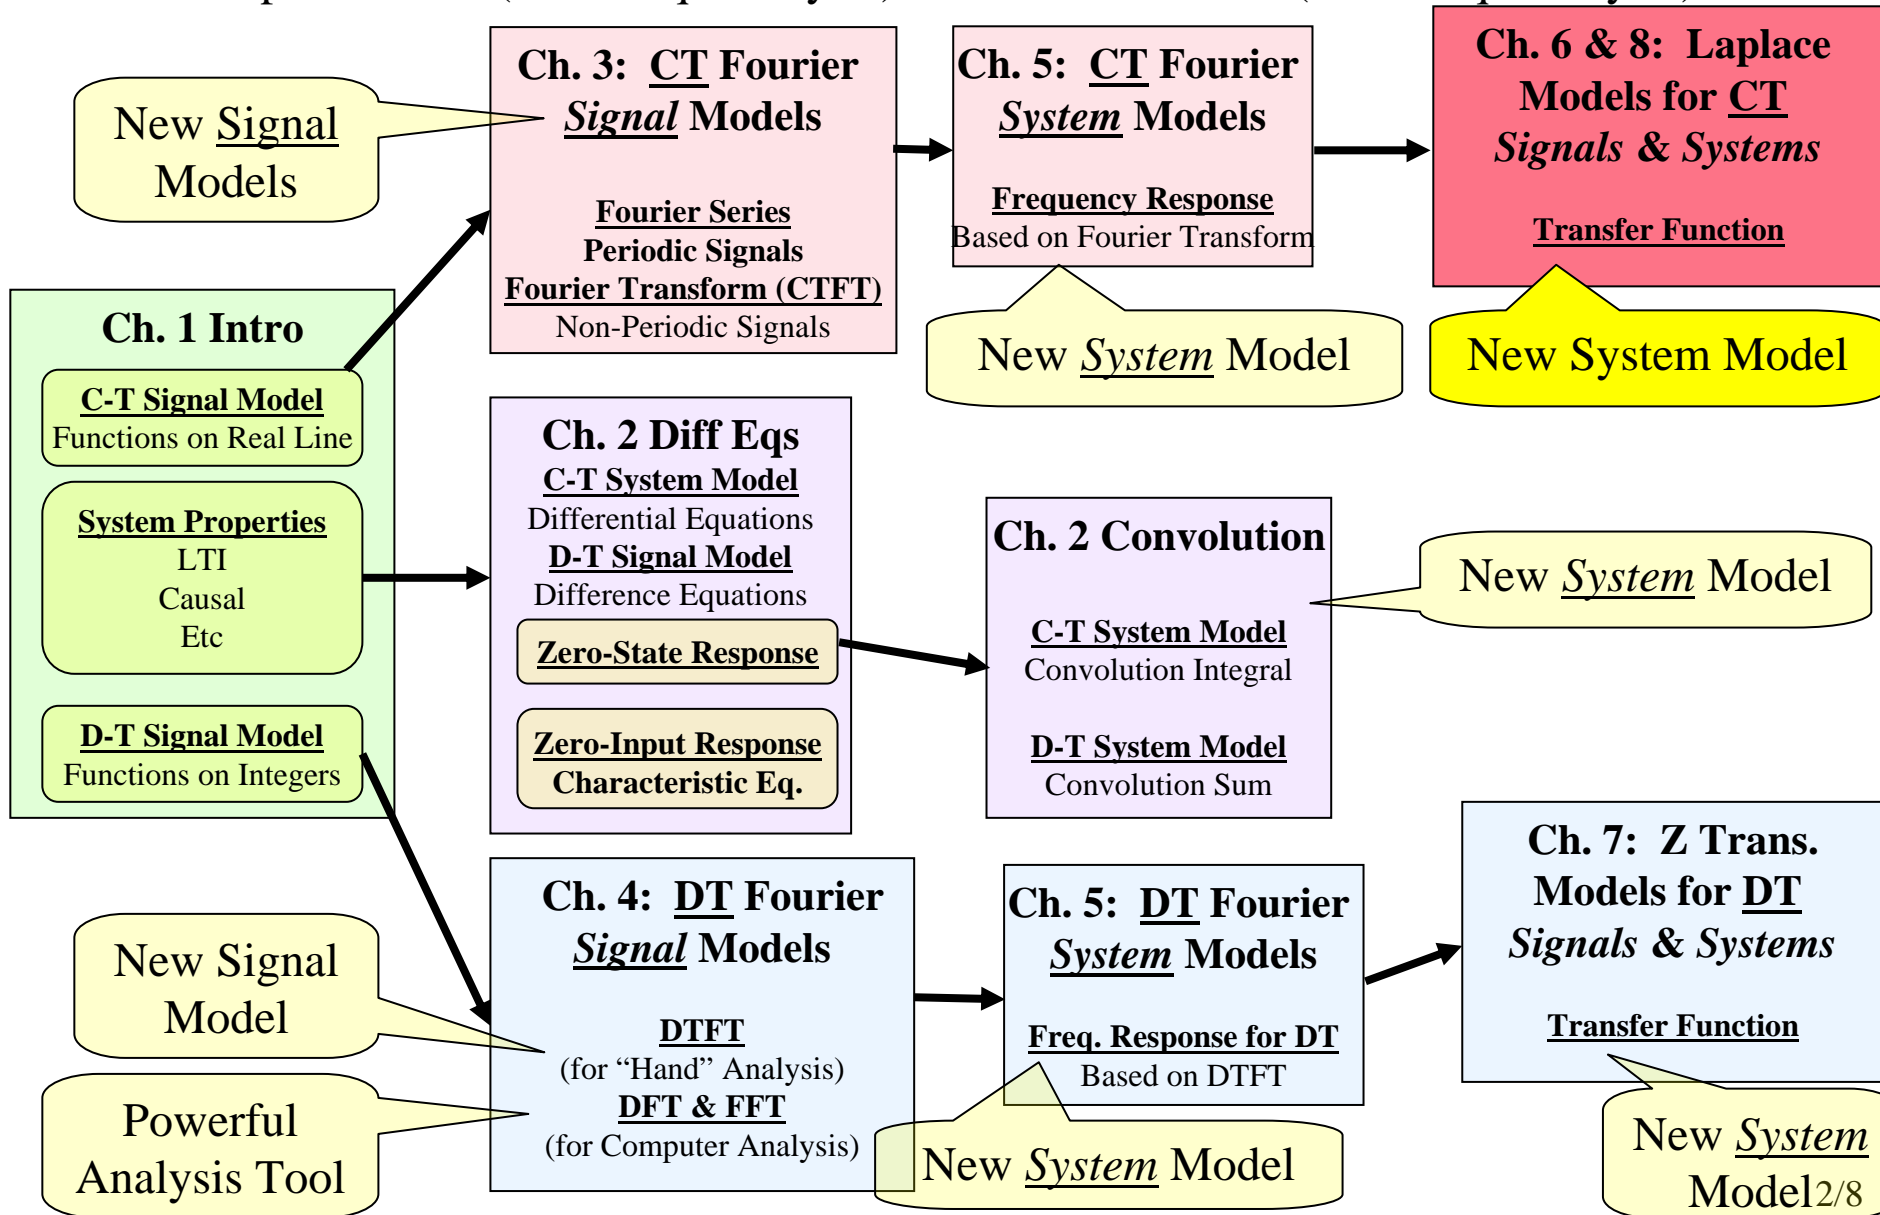 New Signal
Models
Ch. 3: CT Fourier
Signal Models
Fourier Series
Periodic Signals
Fourier Transform (CTFT)
Non-Periodic Signals
Ch. 5: CT Fourier
System Models
Frequency Response
Based on Fourier Transform
New System Model
Ch. 6 & 8: Laplace
Models for CT
Signals & Systems
Transfer Function
New System Model
Ch. 1 Intro
C-T Signal Model
Functions on Real Line
System Properties
LTI
Causal
Etc
D-T Signal Model
Functions on Integers
Ch. 2 Diff Eqs
C-T System Model
Differential Equations
D-T Signal Model
Difference Equations
Zero-State Response
Zero-Input Response
Characteristic Eq.
Ch. 2 Convolution
C-T System Model
Convolution Integral
D-T System Model
Convolution Sum
New System Model
New Signal
Model
Powerful
Analysis Tool
Ch. 4: DT Fourier
Signal Models
DTFT
(for “Hand” Analysis)
DFT & FFT
(for Computer Analysis)
Ch. 5: DT Fourier
System Models
Freq. Response for DT
Based on DTFT
New System Model
Ch. 7: Z Trans.
Models for DT
Signals & Systems
Transfer Function
New System
Model
2/8